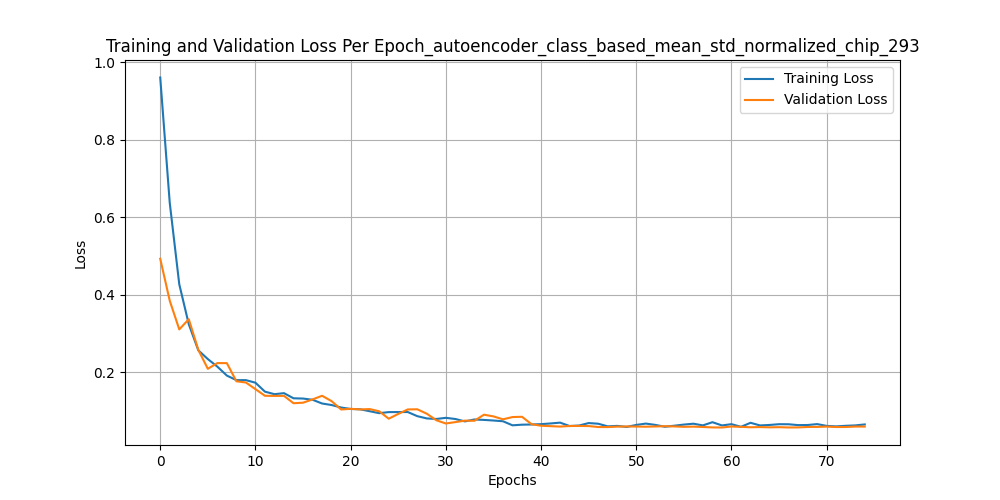 Training and Validation Loss Per Epoch_autoencoder_class_based_mean_std_normalized_chip_293
1.0
0.8
0.6
0.4
0.2
Loss
Training Loss
Validation Loss
0 10 20 30 40 50 60 70
Epochs